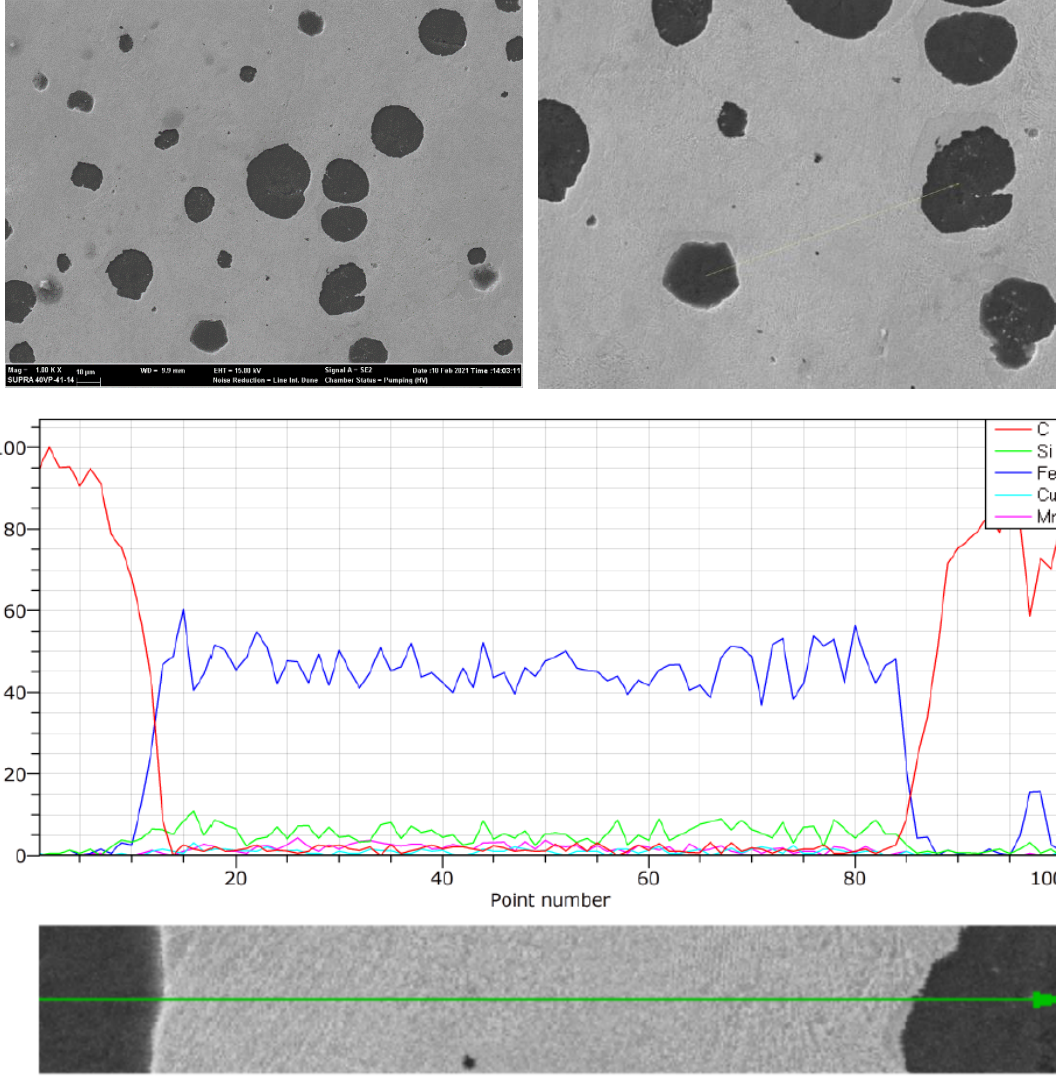 Mag = 1.00 K X 10 µm WD = 9.9 mm EHT = 15.00 kV Signal A = SE2 Date :10 Feb 2021 Time :14:03:11
SUPRA 40VP-41-14 Noise Reduction = Line Int. Done Chamber Status = Pumping (HV)
C
Si
Fe
Cu
100
80
60
40
20
0
20 40 60 80 100
Point number